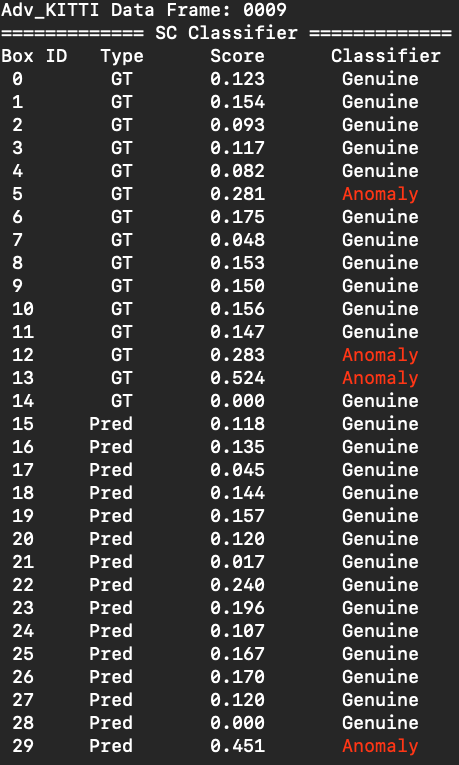 Adv_KITTI Data Frame: 0009
============= SC Classifier =============
Box ID Type Score Classifier
0 GT 0.123 Genuine
1 GT 0.154 Genuine
2 GT 0.093 Genuine
3 GT 0.117 Genuine
4 GT 0.082 Genuine
5 GT 0.281 Anomaly
6 GT 0.175 Genuine
7 GT 0.048 Genuine
8 GT 0.153 Genuine
9 GT 0.150 Genuine
10 GT 0.156 Genuine
11 GT 0.147 Genuine
12 GT 0.283 Anomaly
13 GT 0.524 Anomaly
14 GT 0.000 Genuine
15 Pred 0.118 Genuine
16 Pred 0.135 Genuine
17 Pred 0.045 Genuine
18 Pred 0.144 Genuine
19 Pred 0.157 Genuine
20 Pred 0.120 Genuine
21 Pred 0.017 Genuine
22 Pred 0.240 Genuine
23 Pred 0.196 Genuine
24 Pred 0.107 Genuine
25 Pred 0.167 Genuine
26 Pred 0.170 Genuine
27 Pred 0.120 Genuine
28 Pred 0.000 Genuine
29 Pred 0.451 Anomaly